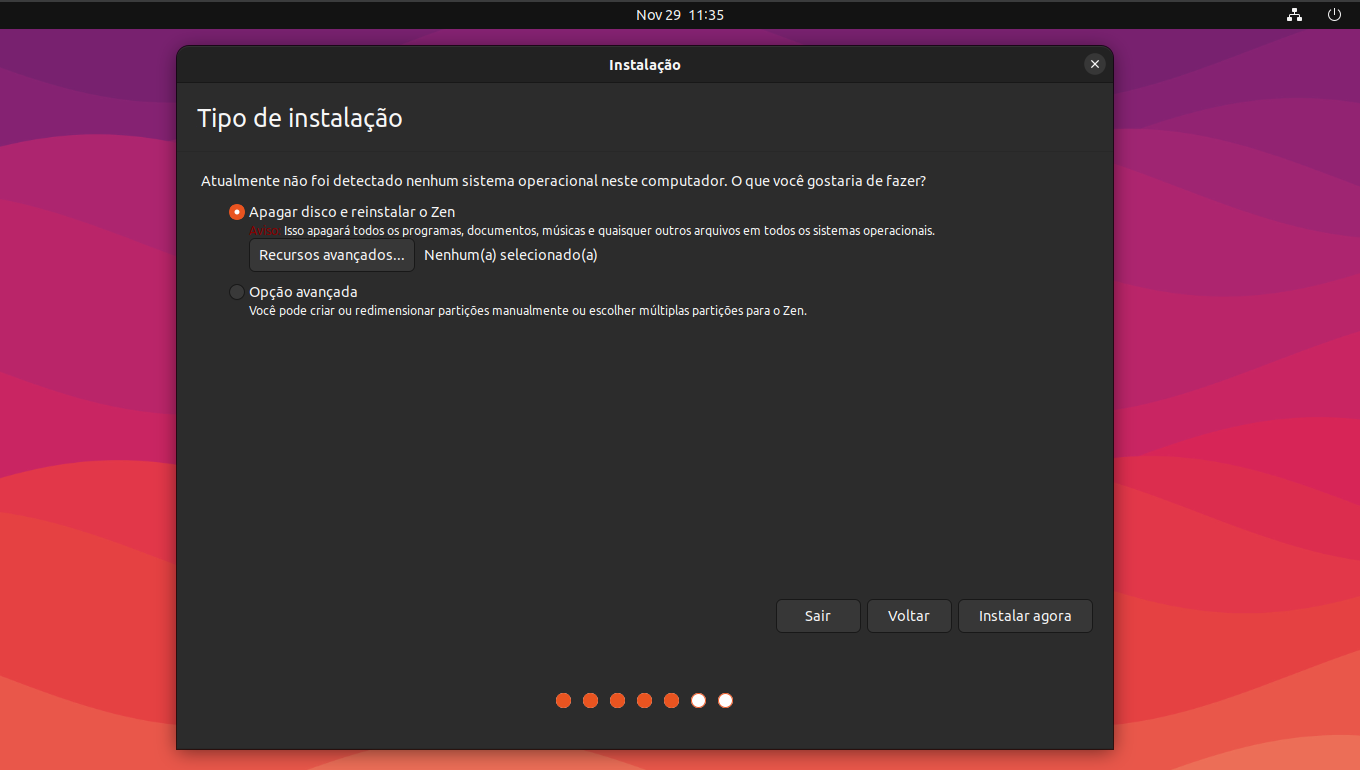 Nov 29 11:35
Instalação
Tipo de instalação
Atualmente não foi detectado nenhum sistema operacional neste computador. O que você gostaria de fazer?
Apagar disco e reinstalar o Zen
Aviso: Isso apagará todos os programas, documentos, músicas e quaisquer outros arquivos em todos os sistemas operacionais.
Recursos avançados... Nenhum(a) selecionado(a)
Opção avançada
Você pode criar ou redimensionar partições manualmente ou escolher múltiplas partições para o Zen.
Sair Voltar Instalar agora